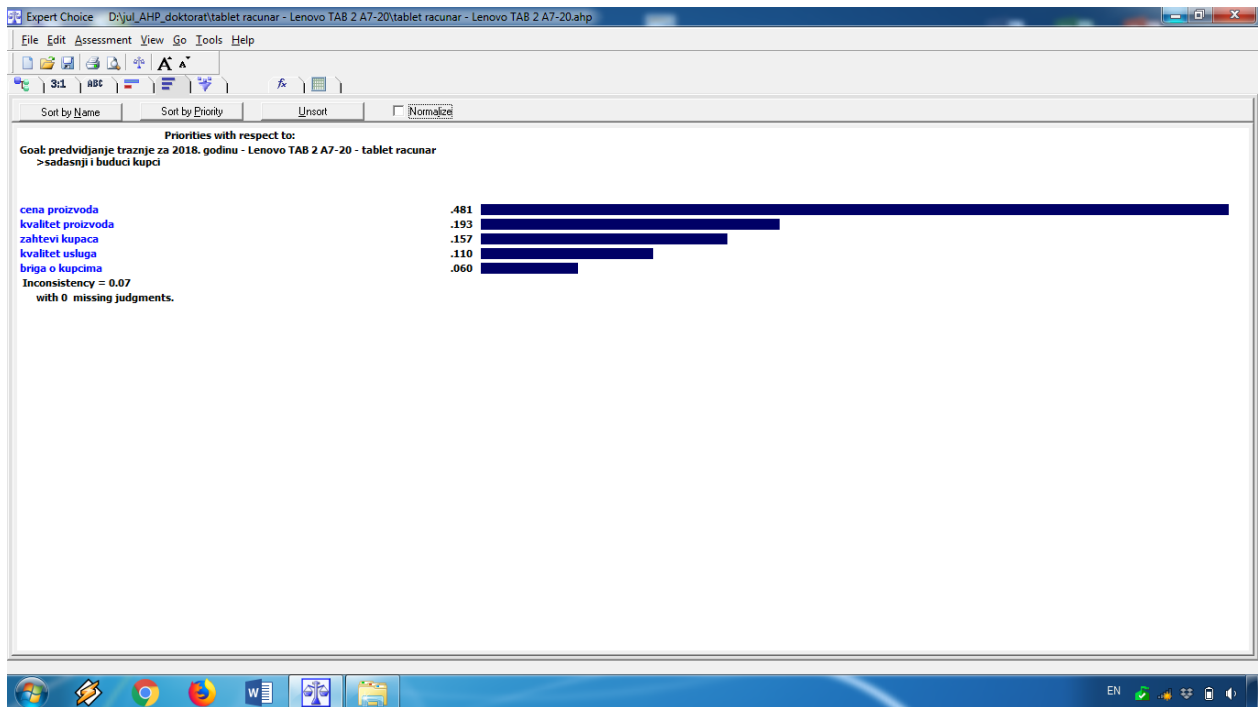 Expert Choice D:\jul_AHP_doktorat\tablet racunar - Lenovo TAB 2 A7-20\tablet racunar - Lenovo TAB 2 A7-20.ahp
File Edit Assessment View Go Tools Help
A A
3:1 ABC fx
Sort by Name Sort by Priority Unsort Normalize
Priorities with respect to:
Goal: predvidjanje traznje za 2018. godinu - Lenovo TAB 2 A7-20 - tablet racunar
>sadasnji i buduci kupci
cena proizvoda .481
kvalitet proizvoda .193
zahtevi kupaca .157
kvalitet usluga .110
briga o kupcima .060
Inconsistency = 0.07
with 0 missing judgments.
W EN